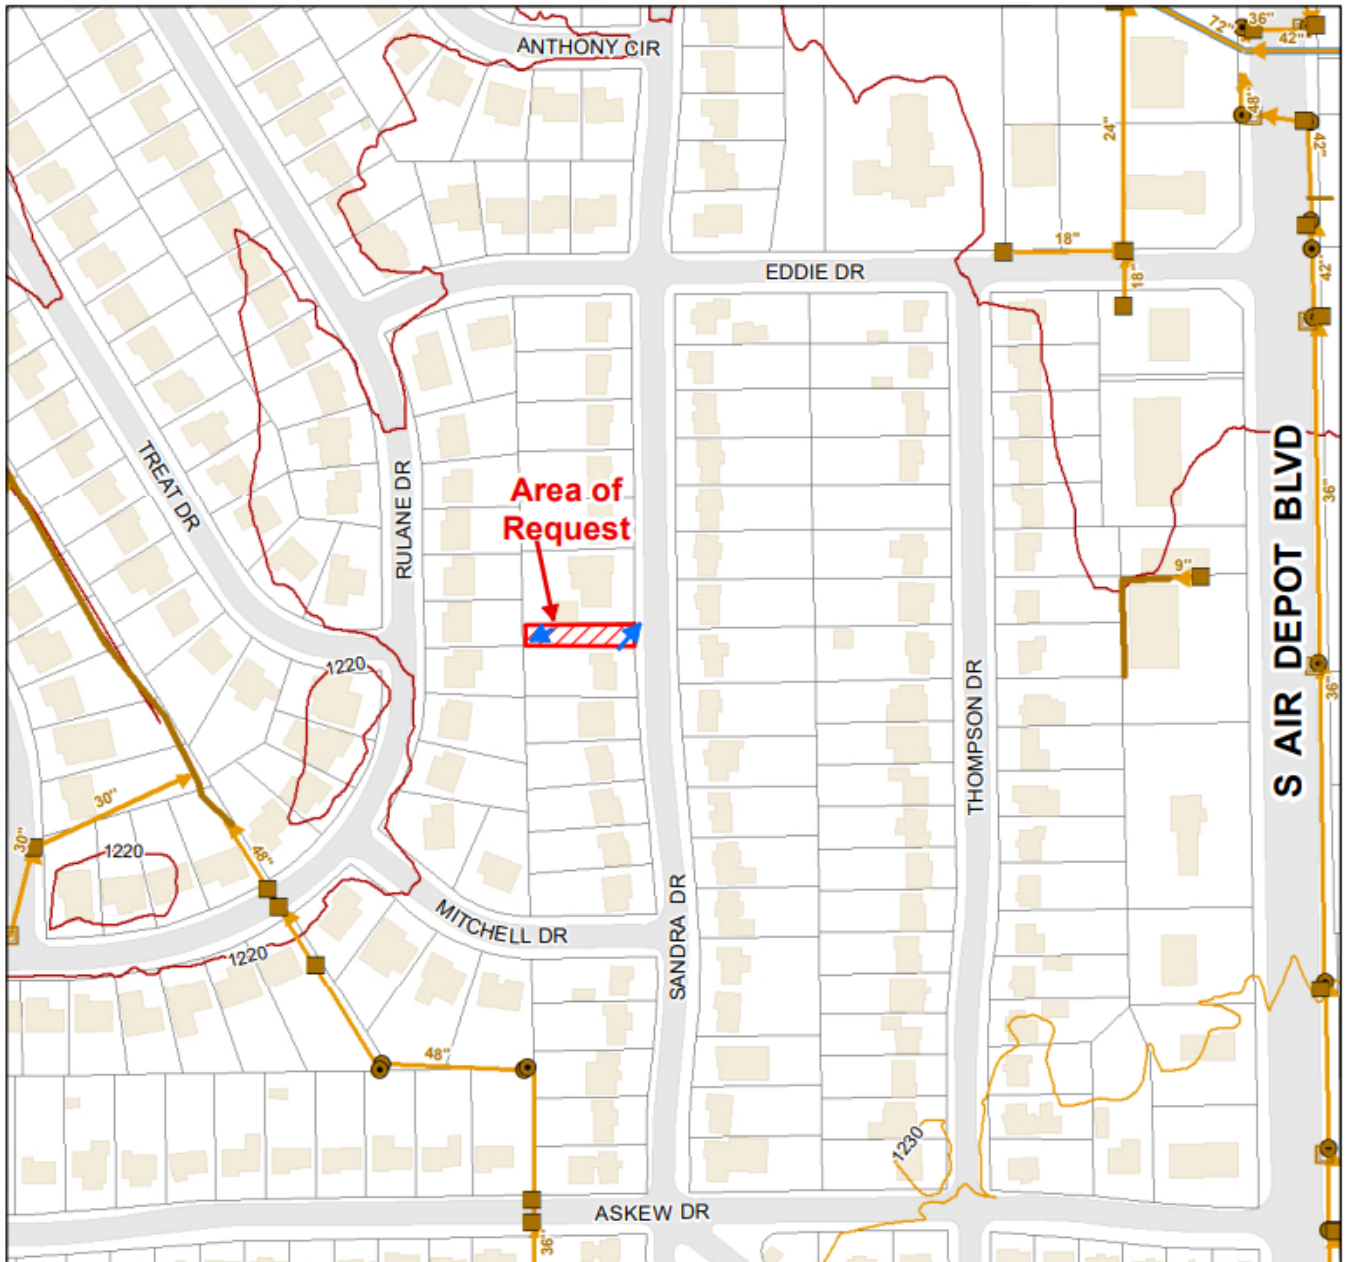 ANTHONY CIR
72"
36"
42"
48"
24"
42"
18"
EDDIE DR
18"
42"
TREAT DR
RULANE DR
Area of
Request
S AIR DEPOT BLVD
36"
9"
1220
THOMPSON DR
36"
30"
30"
1220
48"
MITCHELL DR
SANDRA DR
1220
48"
1230
ASKEW DR
36"